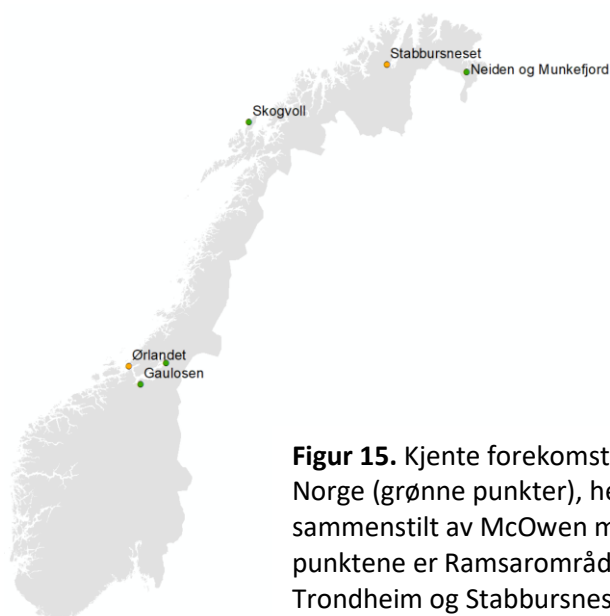 Stabbursneset
Neiden og Munkefjord
Skogvoll
Ørlandet
Gaulosen
Figur 15. Kjente forekomst
Norge (grønne punkter), he
sammenstilt av McOwen m
punktene er Ramsarområd
Trondheim og Stabbursnes